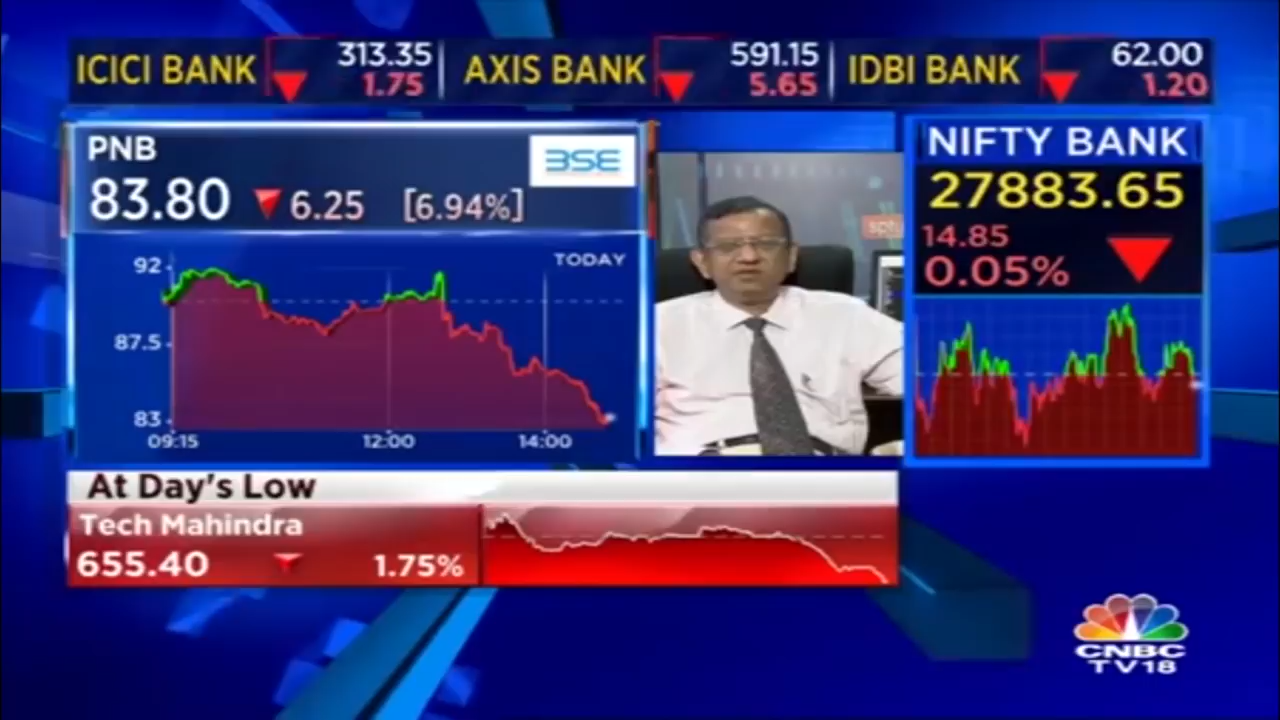 ICICI BANK
313.35
1.75
AXIS BANK
591.15
5.65
IDBI BANK
62.00
1.20
PNB
BSE
83.80
6.25
[6.94%]
TODAY
92
87.5
83
09:15
12:00
14:00
NIFTY BANK
27883.65
14.85
0.05%
At Day's Low
Tech Mahindra
655.40
1.75%
CNBC
TV18